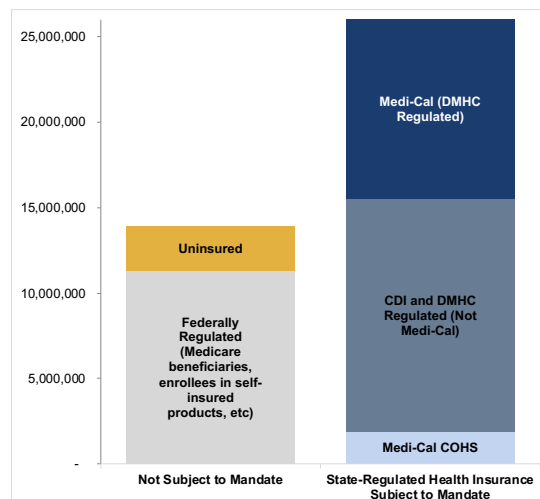 25,000,000
20,000,000
15,000,000
10,000,000
5,000,000
-
Uninsured
Federally
Regulated
(Medicare
beneficiaries,
enrollees in self-
insured
products, etc)
Medi-Cal (DMHC
Regulated)
CDI and DMHC
Regulated (Not
Medi-Cal)
Medi-Cal COHS
Not Subject to Mandate
State-Regulated Health Insurance
Subject to Mandate